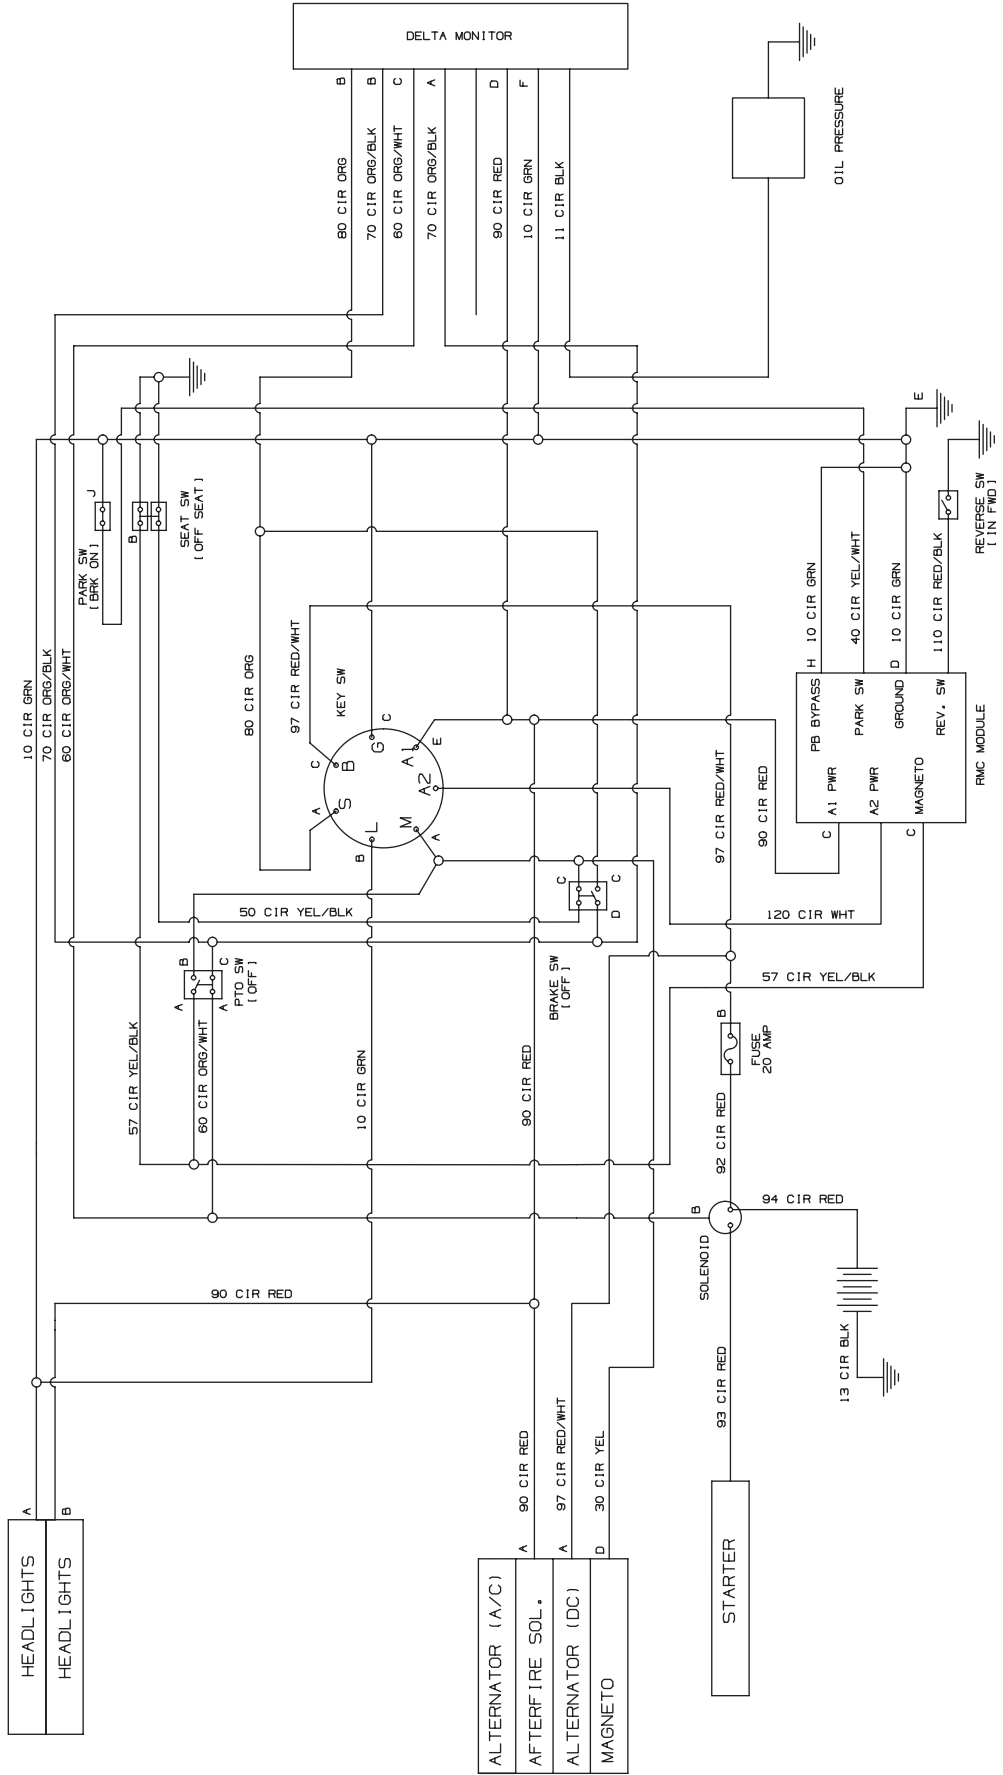 DELTA MONITOR
B
B
C
A
D
F
80 CIR ORG
70 CIR ORG/BLK
60 CIR ORG/WHT
70 CIR ORG/BLK
90 CIR RED
10 CIR GRN
11 CIR BLK
OIL PRESSURE
E
REVERSE SW
[IN FWD]
J
PARK SW
[BRK ON]
B
SEAT SW
[OFF SEAT]
10 CIR GRN
70 CIR ORG/BLK
60 CIR ORG/WHT
80 CIR ORG
97 CIR RED/WHT
KEY SW
C
B
C
G
A
S
A1
E
A2
L
B
M
A
10 CIR GRN
40 CIR YEL/WHT
10 CIR GRN
110 CIR RED/BLK
H
D
PB BYPASS
PARK SW
GROUND
REV. SW
A1 PWR
A2 PWR
MAGNETO
C
C
RMC MODULE
97 CIR RED/WHT
90 CIR RED
50 CIR YEL/BLK
C
C
D
BRAKE SW
[OFF]
120 CIR WHT
57 CIR YEL/BLK
B
C
A
A
PTO SW
[OFF]
57 CIR YEL/BLK
60 CIR ORG/WHT
10 CIR GRN
90 CIR RED
B
FUSE
20 AMP
92 CIR RED
B
SOLENOID
94 CIR RED
93 CIR RED
13 CIR BLK
90 CIR RED
A
B
HEADLIGHTS
HEADLIGHTS
90 CIR RED
97 CIR RED/WHT
30 CIR YEL
A
A
D
ALTERNATOR (A/C)
AFTERFIRE SOL.
ALTERNATOR (DC)
MAGNETO
STARTER